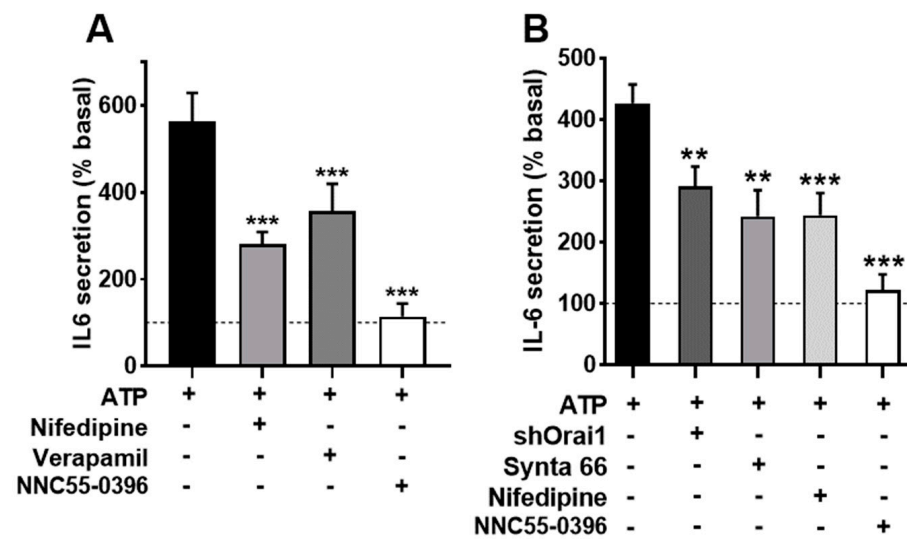 A
IL6 secretion (% basal)
600
400
200
0
***
***
***
ATP + + + +
Nifedipine - + - -
Verapamil - - + -
NNC55-0396 - - - +
B
IL-6 secretion (% basal)
500
400
300
200
100
0
**
**
***
***
ATP + + + + +
shOrai1 - + - - -
Synta 66 - - + - -
Nifedipine - - - + -
NNC55-0396 - - - - +